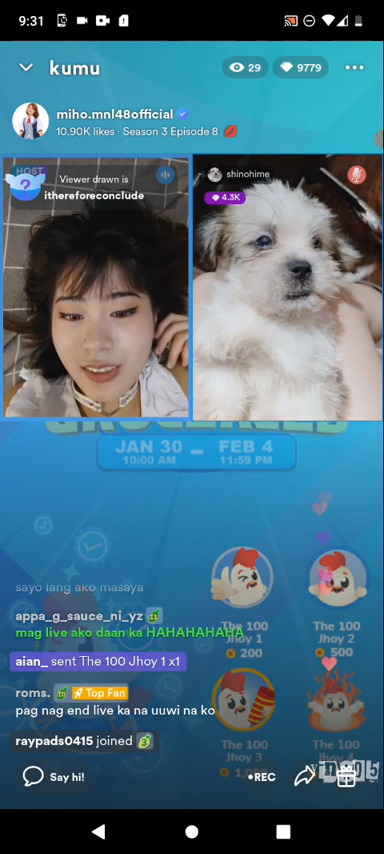 9:31
kumu
29
9779
miho.mnl48official
10.90K likes · Season 3 Episode 8
HOST
Viewer drawn is
ithereforeconclude
shinohime
4.3K
JAN 30 – FEB 4
10:00 AM
11:59 PM
sayo lang ako masaya
appa_g_sauce_ni_yz
mag live ako daan ka HAHAHAHAHA
aian_ sent The 100 Jhoy 1 x1
roms. Top Fan
pag nag end live ka na uuwi na ko
raypads0415 joined
The 100
Jhoy 1
200
The 100
Jhoy 2
500
The 100
Jhoy 3
The 100
Say hi!
•REC